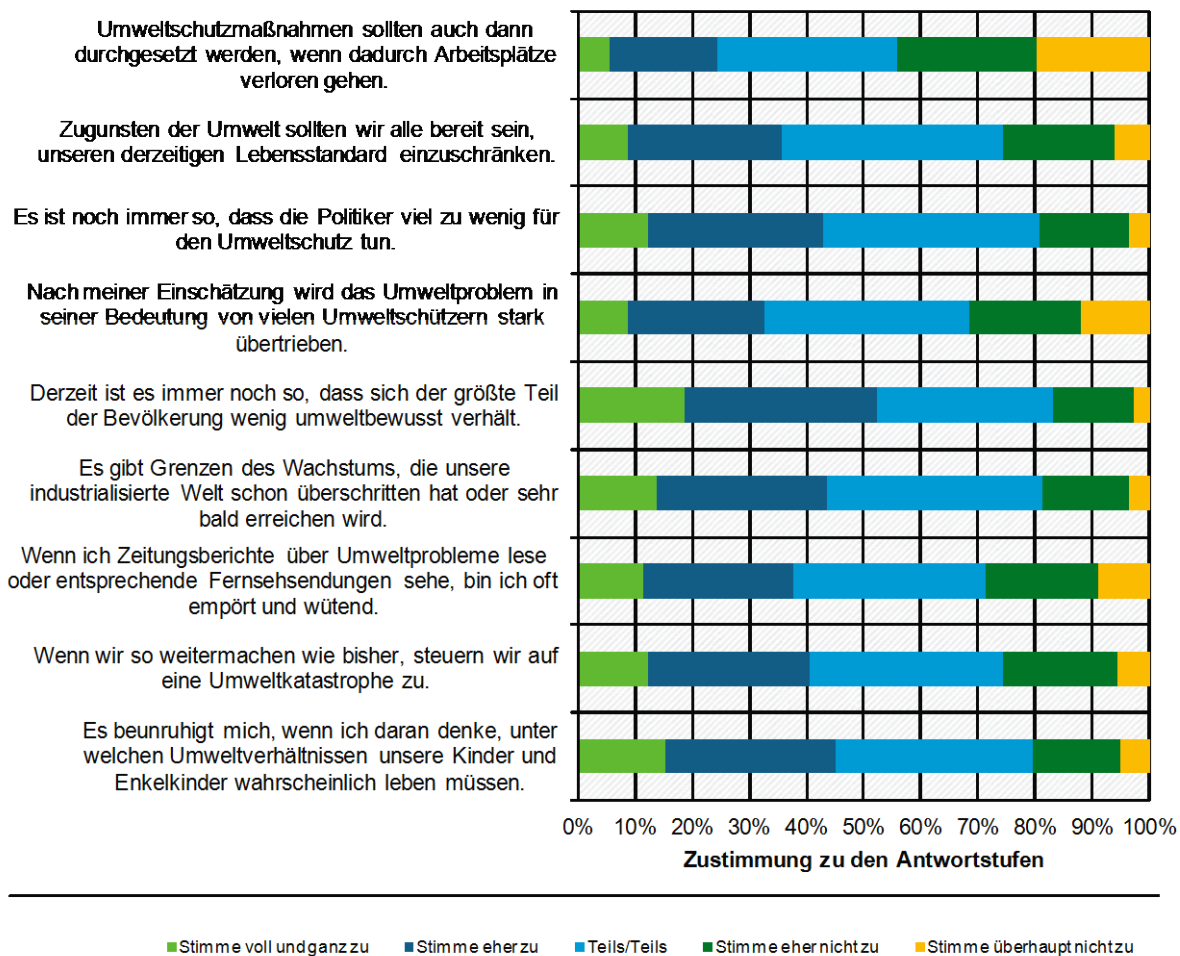 Umweltschutzmaßnahmen sollten auch dann
durchgesetzt werden, wenn dadurch Arbeitsplätze
verloren gehen.
Zugunsten der Umwelt sollten wir alle bereit sein,
unseren derzeitigen Lebensstandard einzuschränken.
Es ist noch immer so, dass die Politiker viel zu wenig für
den Umweltschutz tun.
Nach meiner Einschätzung wird das Umweltproblem in
seiner Bedeutung von vielen Umweltschützern stark
übertrieben.
Derzeit ist es immer noch so, dass sich der größte Teil
der Bevölkerung wenig umweltbewusst verhält.
Es gibt Grenzen des Wachstums, die unsere
industrialisierte Welt schon überschritten hat oder sehr
bald erreichen wird.
Wenn ich Zeitungsberichte über Umweltprobleme lese
oder entsprechende Fernsehsendungen sehe, bin ich oft
empört und wütend.
Wenn wir so weitermachen wie bisher, steuern wir auf
eine Umweltkatastrophe zu.
Es beunruhigt mich, wenn ich daran denke, unter
welchen Umweltverhältnissen unsere Kinder und
Enkelkinder wahrscheinlich leben müssen.
0% 10% 20% 30% 40% 50% 60% 70% 80% 90% 100%
Zustimmung zu den Antwortstufen
Stimme voll und ganz zu Stimme eher zu Teils/Teils Stimme eher nicht zu Stimme überhaupt nicht zu